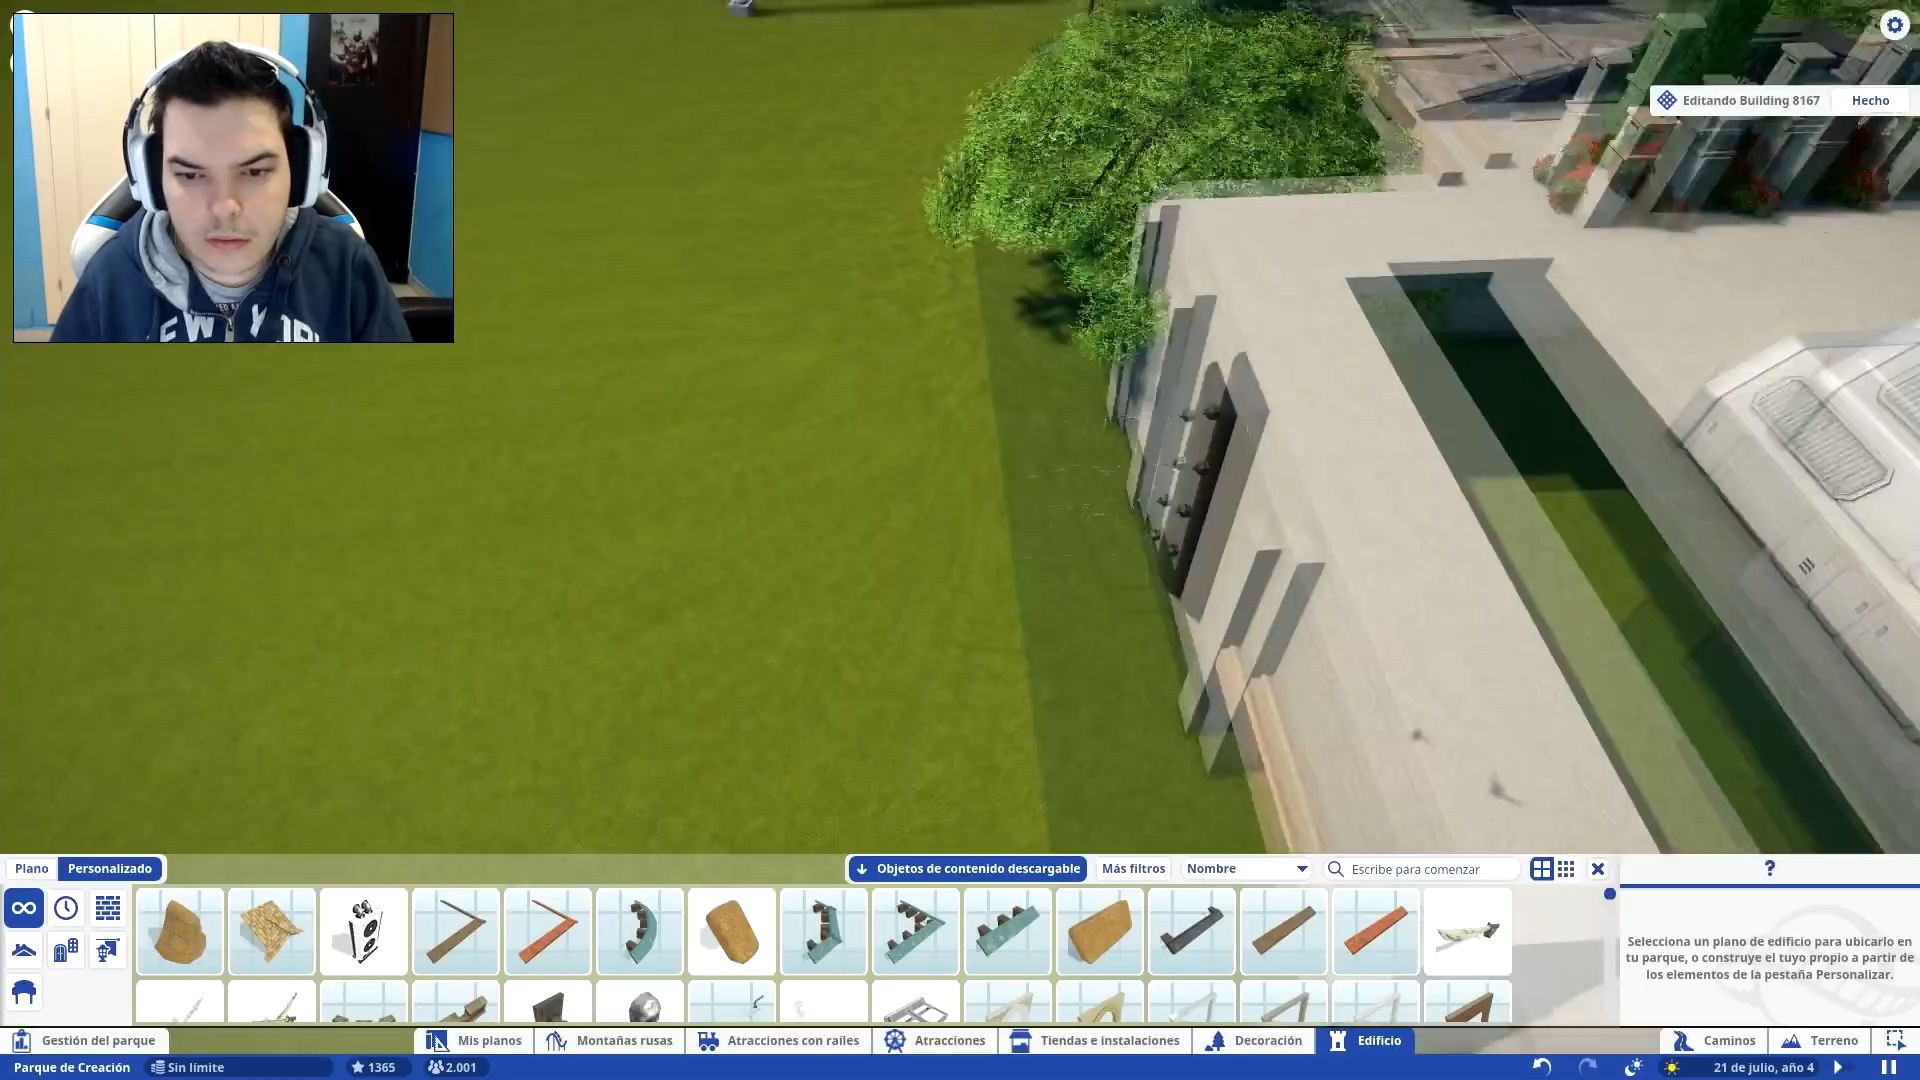 Editando Building 8167
Hecho
Plano
Personalizado
Objetos de contenido descargable
Más filtros
Nombre
Escribe para comenzar
?
Selecciona un plano de edificio para ubicarlo en
tu parque, o construye el tuyo propio a partir de
los elementos de la pestaña Personalizar.
Gestión del parque
Mis planos
Montañas rusas
Atracciones con raíles
Atracciones
Tiendas e instalaciones
Decoración
Edificio
Caminos
Terreno
Parque de Creación
Sin límite
1365
2.001
21 de julio, año 4